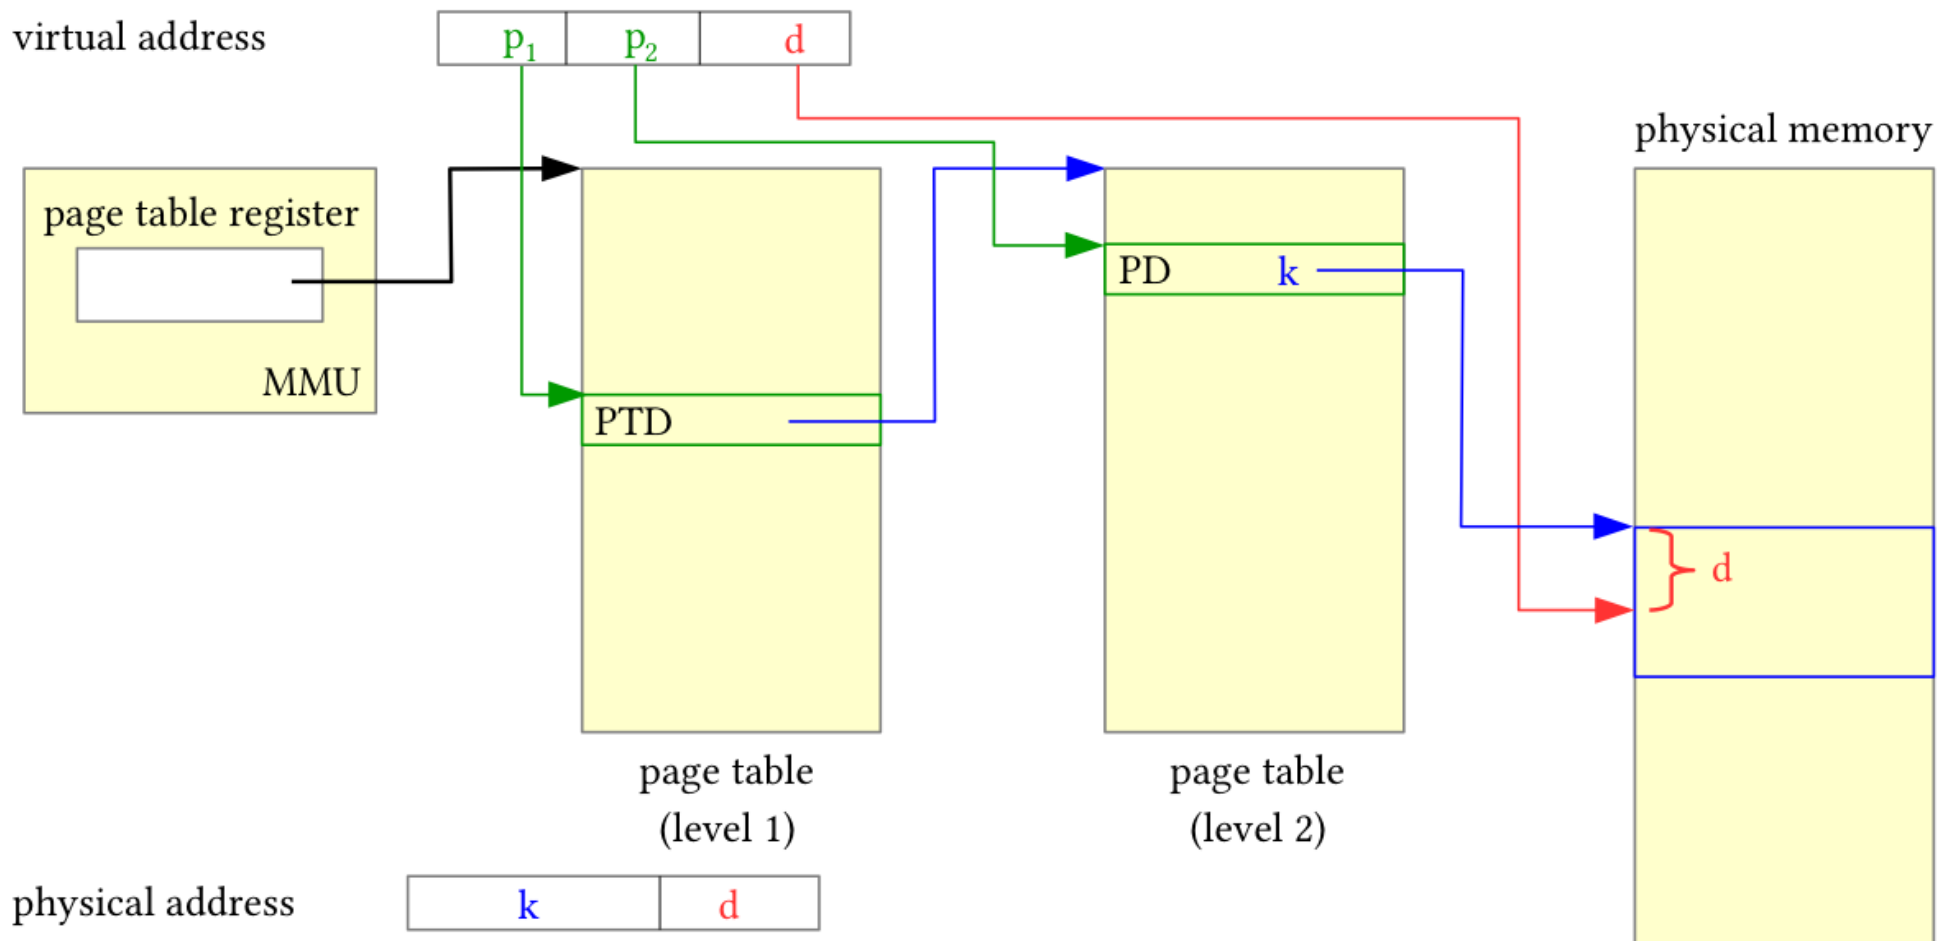 virtual address
p₁ p₂ d
physical memory
page table register
MMU
PD k
PTD
d
page table
(level 1)
page table
(level 2)
physical address
k d